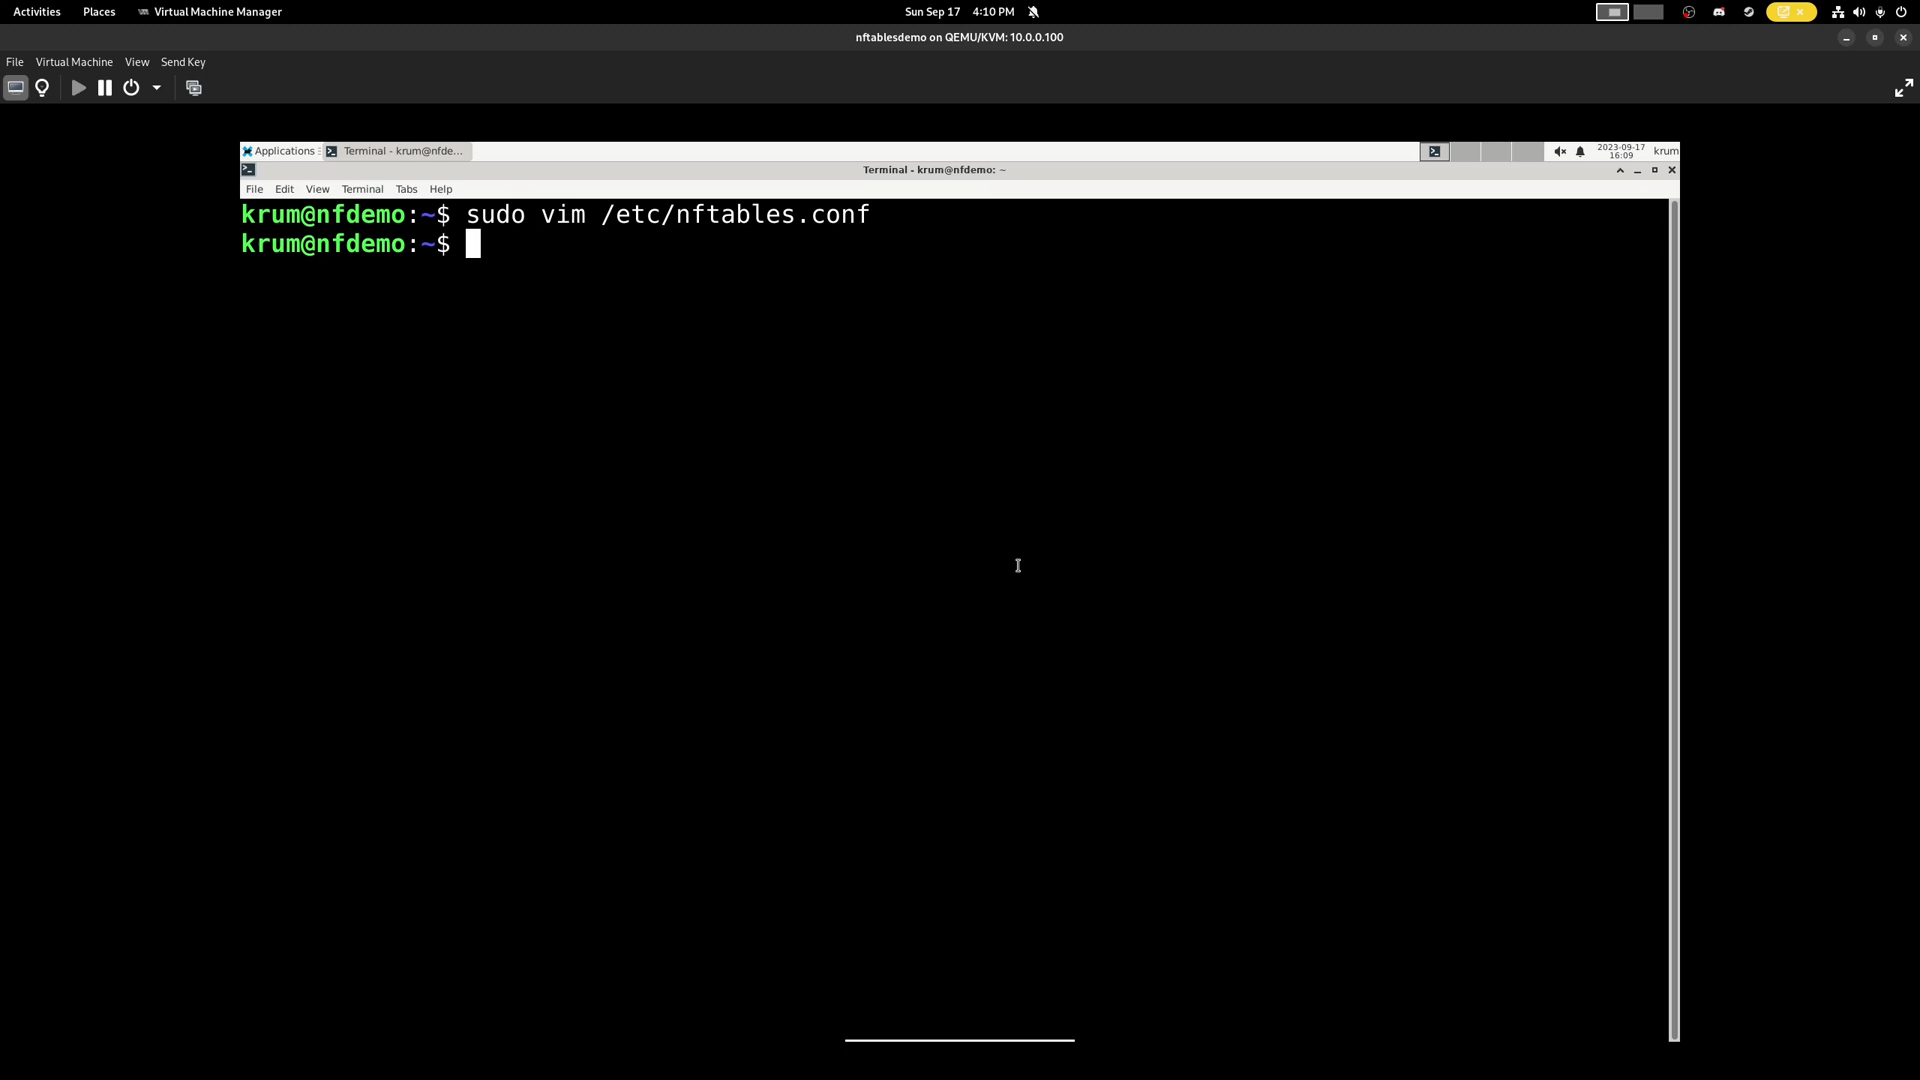 Activities Places Virtual Machine Manager Sun Sep 17 4:10 PM
nftablesdemo on QEMU/KVM: 10.0.0.100
File Virtual Machine View Send Key
Applications Terminal - krum@nfde... 2023-09-17 16:09 krum
Terminal - krum@nfdemo: ~
File Edit View Terminal Tabs Help
krum@nfdemo:~$ sudo vim /etc/nftables.conf
krum@nfdemo:~$